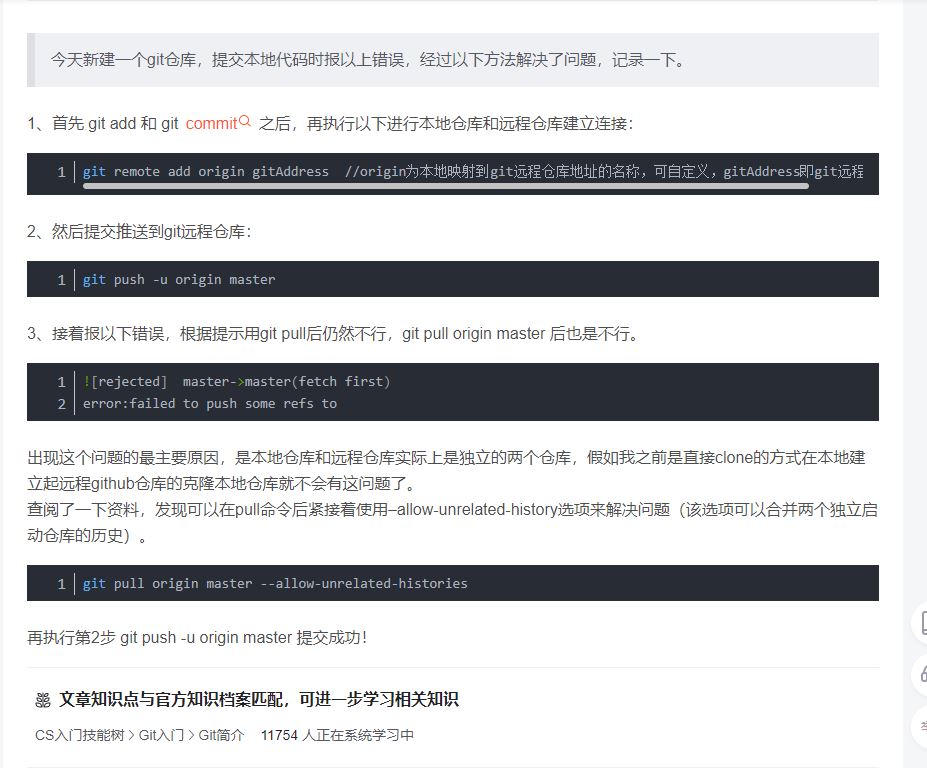 今天新建一个git仓库，提交本地代码时报以上错误，经过以下方法解决了问题，记录一下。
1、首先 git add 和 git commit 之后，再执行以下进行本地仓库和远程仓库建立连接：
1 git remote add origin gitAddress //origin为本地映射到git远程仓库地址的名称，可自定义，gitAddress即git远程
2、然后提交推送到git远程仓库：
1 git push -u origin master
3、接着报以下错误，根据提示用git pull后仍然不行，git pull origin master 后也是不行。
1 ![rejected] master->master(fetch first)
2 error:failed to push some refs to
出现这个问题的最主要原因，是本地仓库和远程仓库实际上是独立的两个仓库，假如我之前是直接clone的方式在本地建
立起远程github仓库的克隆本地仓库就不会有这问题了。
查阅了一下资料，发现可以在pull命令后紧接着使用–allow-unrelated-history选项来解决问题（该选项可以合并两个独立启
动仓库的历史）。
1 git pull origin master --allow-unrelated-histories
再执行第2步 git push -u origin master 提交成功！
文章知识点与官方知识档案匹配，可进一步学习相关知识
CS入门技能树 > Git入门 > Git简介 11754 人正在系统学习中